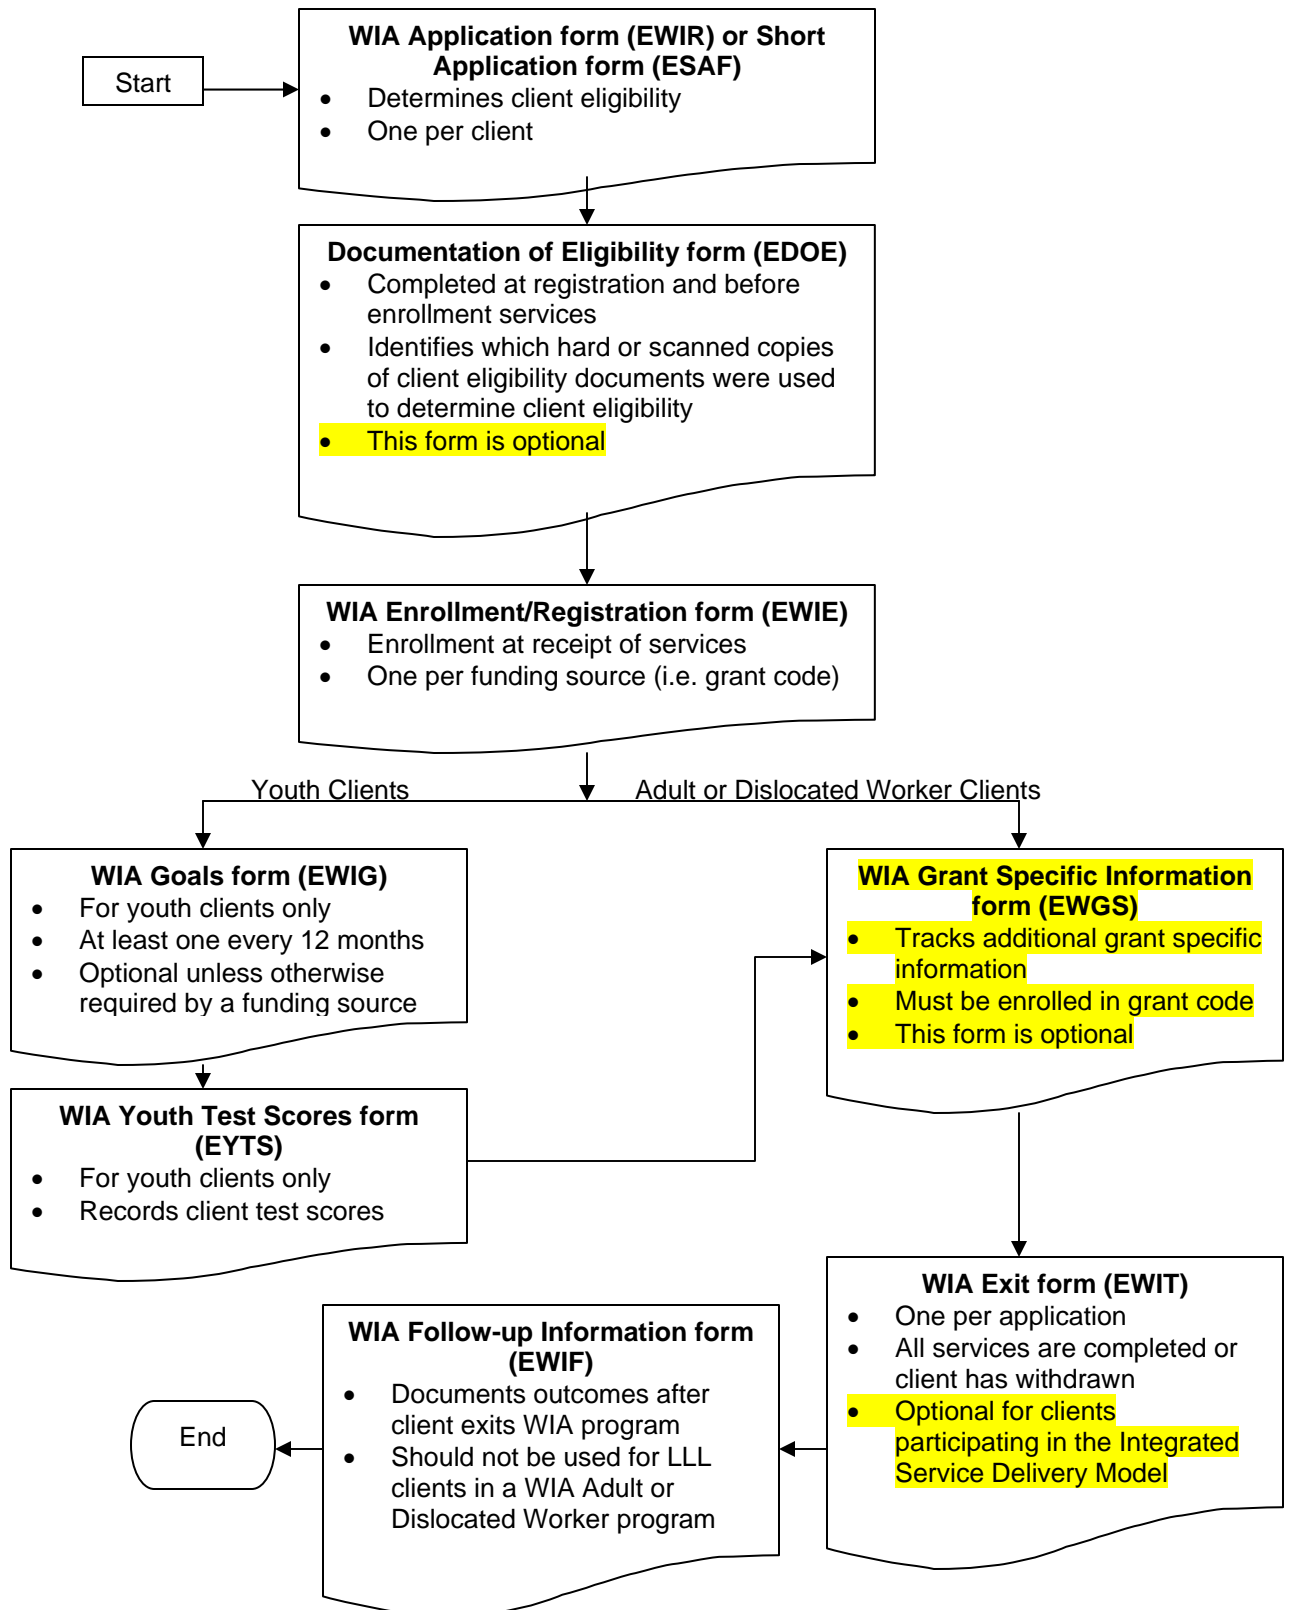 WIA Application form (EWIR) or Short
Application form (ESAF)
Start
• Determines client eligibility
• One per client
Documentation of Eligibility form (EDOE)
• Completed at registration and before
enrollment services
• Identifies which hard or scanned copies
of client eligibility documents were used
to determine client eligibility
• This form is optional
WIA Enrollment/Registration form (EWIE)
• Enrollment at receipt of services
• One per funding source (i.e. grant code)
Youth Clients
Adult or Dislocated Worker Clients
WIA Goals form (EWIG)
• For youth clients only
• At least one every 12 months
• Optional unless otherwise
required by a funding source
WIA Grant Specific Information
form (EWGS)
• Tracks additional grant specific
information
• Must be enrolled in grant code
• This form is optional
WIA Youth Test Scores form
(EYTS)
• For youth clients only
• Records client test scores
WIA Exit form (EWIT)
• One per application
• All services are completed or
client has withdrawn
• Optional for clients
participating in the Integrated
Service Delivery Model
WIA Follow-up Information form
(EWIF)
• Documents outcomes after
client exits WIA program
• Should not be used for LLL
clients in a WIA Adult or
Dislocated Worker program
End